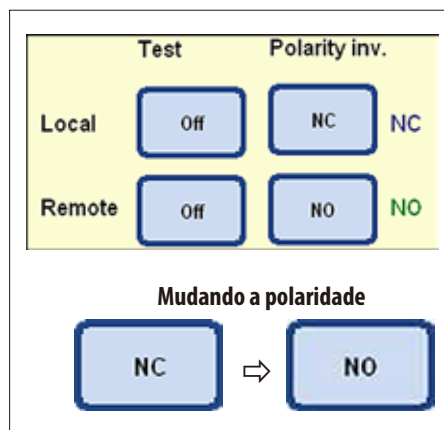 Test Polarity inv.
Local Off NC NC
Remote Off NO NO
Mudando a polaridade
NC ⇨ NO